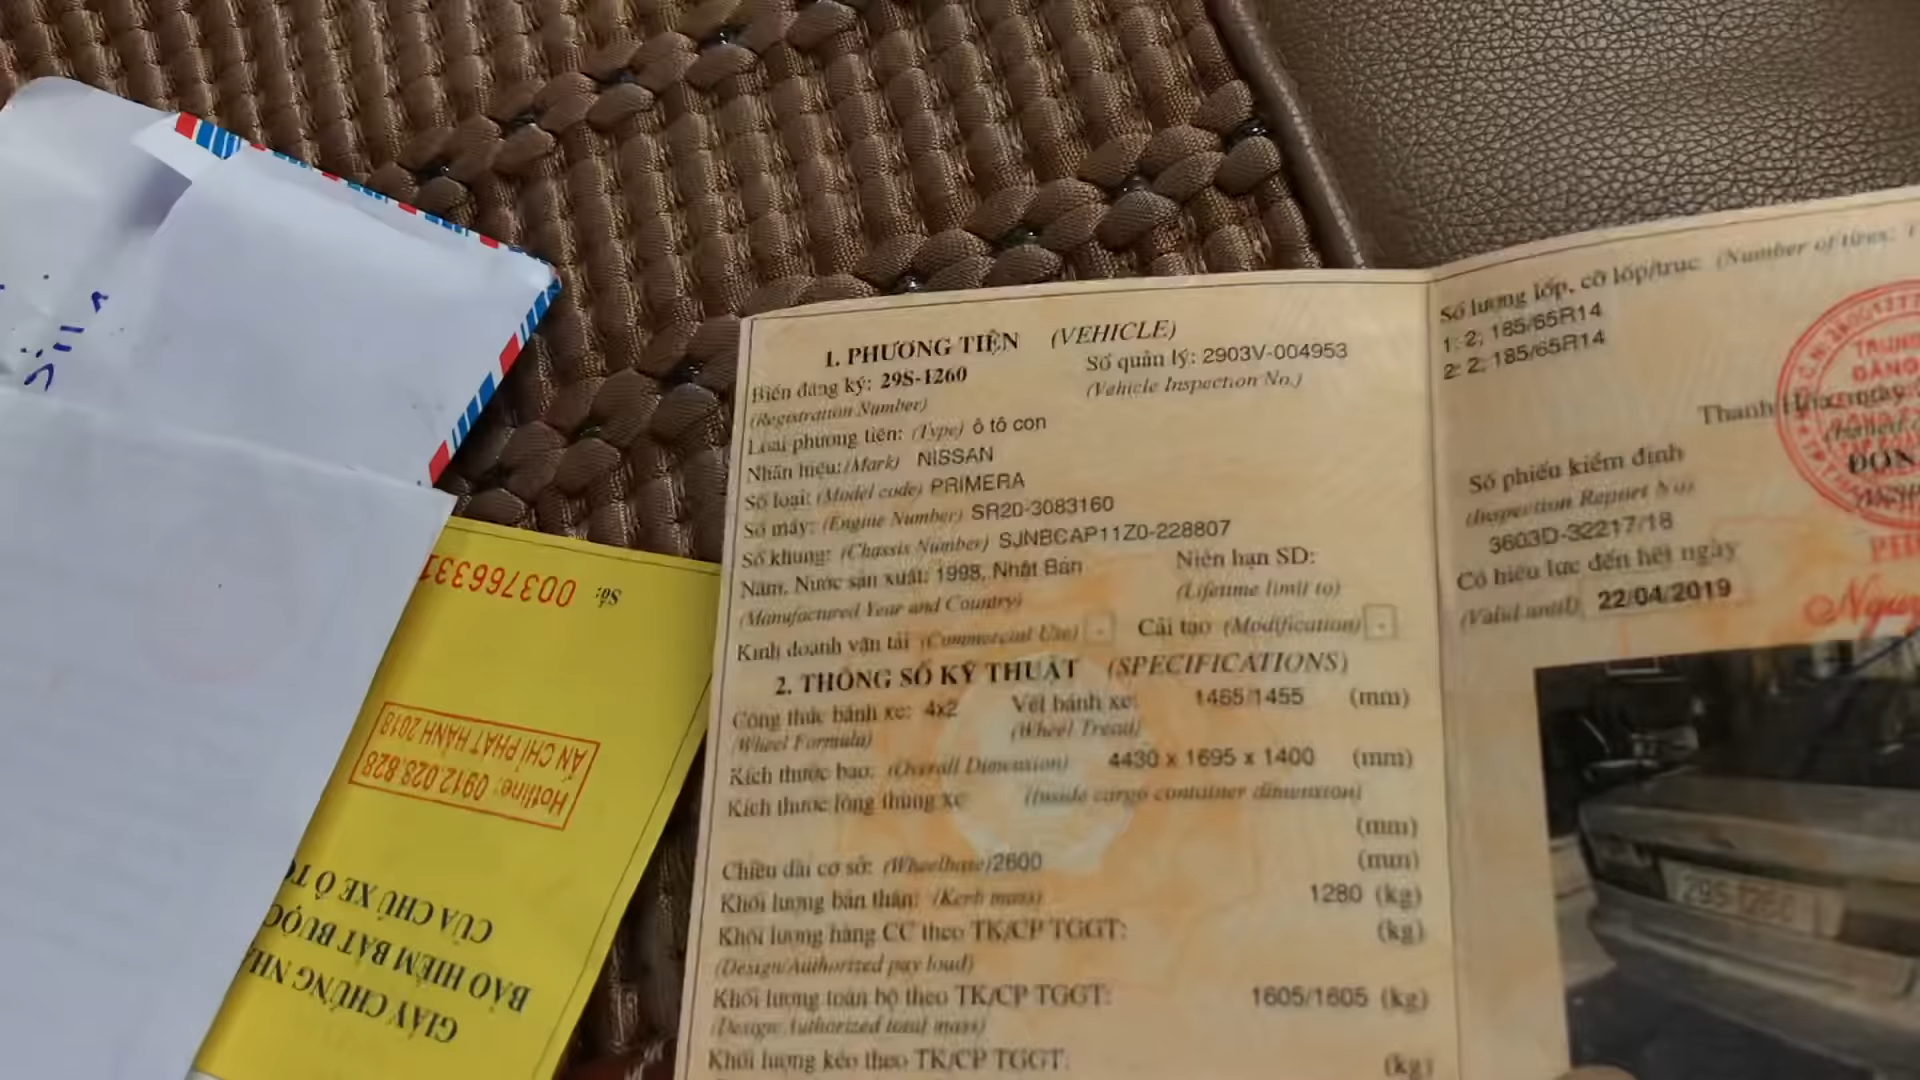 1. PHƯƠNG TIỆN (VEHICLE)
Biển đăng ký: 29S-1260 Số quản lý: 2903V-004953
(Registration Number) (Vehicle Inspection No.)
Loại phương tiện: (Type) ô tô con
Nhãn hiệu: (Mark) NISSAN
Số loại: (Model code) PRIMERA
Số máy: (Engine Number) SR20-3083160
Số khung: (Chassis Number) SJNBCAP11Z0-228807
Năm, Nước sản xuất: 1998, Nhật Bản Niên hạn SD:
(Manufactured Year and Country) (Lifetime limit to)
Kinh doanh vận tải (Commercial Use) - Cải tạo (Modification) -
2. THÔNG SỐ KỸ THUẬT (SPECIFICATIONS)
Công thức bánh xe: 4x2 Vết bánh xe: 1465/1455 (mm)
(Wheel Formula) (Wheel Tread)
Kích thước bao: (Overall Dimension) 4430 x 1695 x 1400 (mm)
Kích thước lòng thùng xe (Inside cargo container dimension)
(mm)
Chiều dài cơ sở: (Wheelbase) 2600 (mm)
Khối lượng bản thân: (Kerb mass) 1280 (kg)
Khối lượng hàng CC theo TK/CP TGGT: (kg)
(Design/Authorized pay load)
Khối lượng toàn bộ theo TK/CP TGGT: 1605/1605 (kg)
(Design/Authorized total mass)
Khối lượng kéo theo TK/CP TGGT: (kg)
Số lượng lốp, cỡ lốp/trục (Number of tires;
1: 2; 185/65R14
2: 2; 185/65R14
Thanh
Số phiếu kiểm định
(Inspection Report No)
3603D-32217/18
Có hiệu lực đến hết ngày
(Valid until) 22/04/2019
TRUN
ĐĂNG
29S 1260
Số: 003766331
Hotline: 0912.028.828
ẤN CHỈ PHÁT HÀNH 2018
GIẤY CHỨNG NH
BẢO HIỂM BẮT BUỘC
CỦA CHỦ XE Ô TÔ